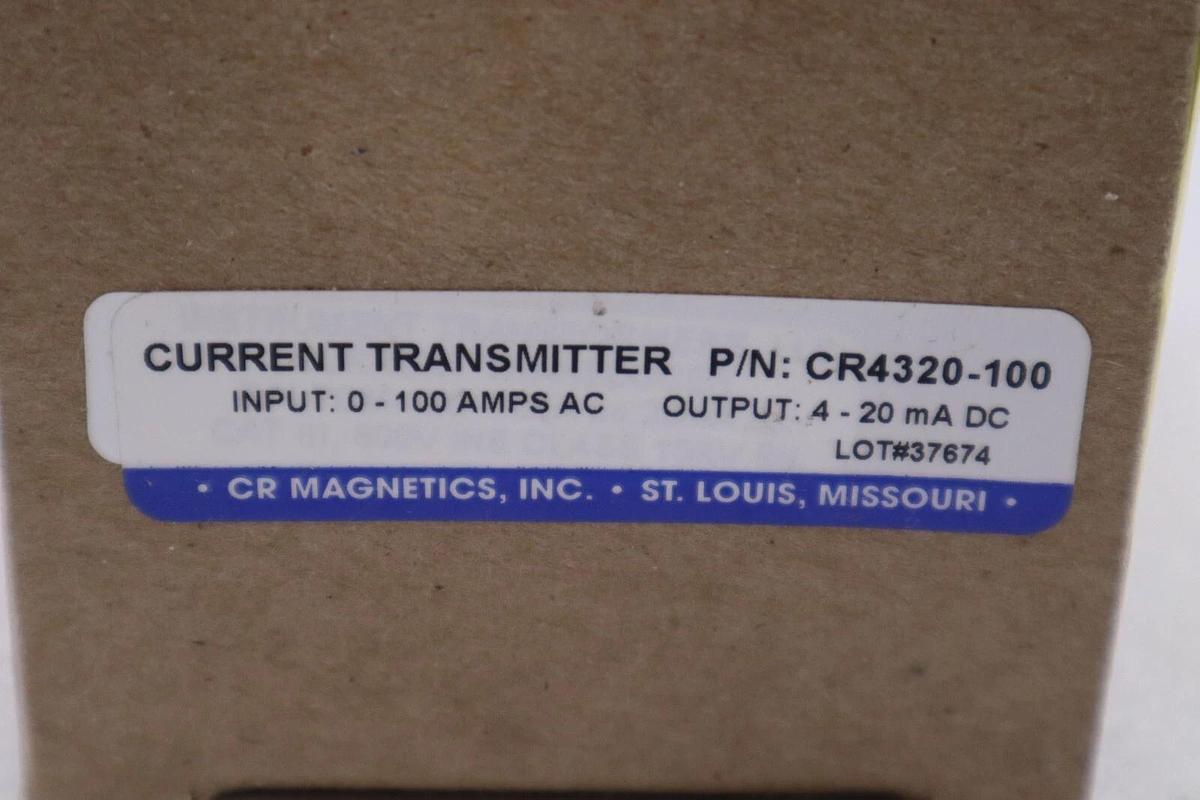 CURRENT TRANSMITTER P/N: CR4320-100
INPUT: 0 - 100 AMPS AC OUTPUT: 4 - 20 mA DC
LOT#37674
• CR MAGNETICS, INC. • ST. LOUIS, MISSOURI •